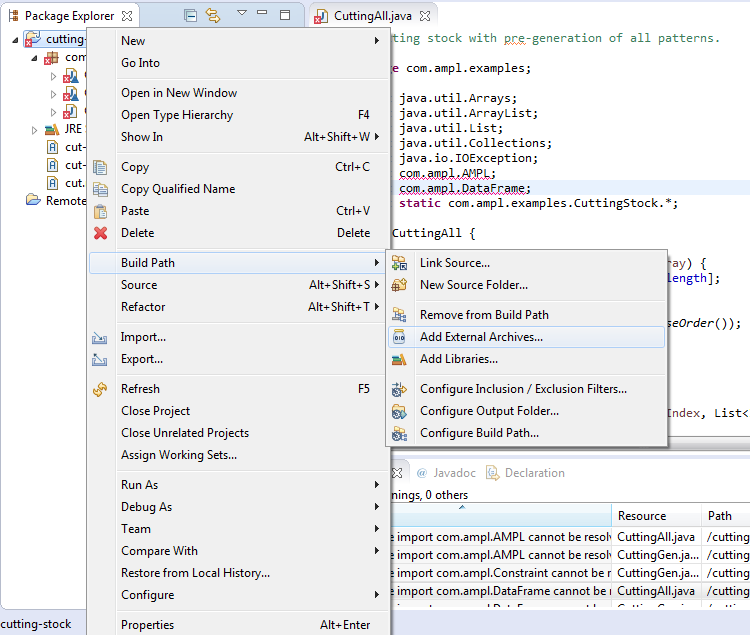 Package Explorer
CuttingAll.java
cutting-
com
JRE
cut-
cut-
cut.
Remote
New
Go Into
Open in New Window
Open Type Hierarchy F4
Show In Alt+Shift+W
Copy Ctrl+C
Copy Qualified Name
Paste Ctrl+V
Delete Delete
Build Path
Source Alt+Shift+S
Refactor Alt+Shift+T
Import...
Export...
Refresh F5
Close Project
Close Unrelated Projects
Assign Working Sets...
Run As
Debug As
Team
Compare With
Restore from Local History...
Configure
Properties Alt+Enter
ting stock with pre-generation of all patterns.
e com.ampl.examples;
java.util.Arrays;
java.util.ArrayList;
java.util.List;
java.util.Collections;
java.io.IOException;
com.ampl.AMPL;
com.ampl.DataFrame;
static com.ampl.examples.CuttingStock.*;
CuttingAll {
ray) {
length];
seOrder());
Index, List<
Link Source...
New Source Folder...
Remove from Build Path
Add External Archives...
Add Libraries...
Configure Inclusion / Exclusion Filters...
Configure Output Folder...
Configure Build Path...
@ Javadoc Declaration
nings, 0 others
Resource Path
e import com.ampl.AMPL cannot be resolv CuttingAll.java /cutting
e import com.ampl.AMPL cannot be resolv CuttingGen.ja... /cutting
e import com.ampl.Constraint cannot be r CuttingGen.ja... /cutting
e import com.ampl.DataFrame cannot be CuttingAll.java /cutting
cutting-stock